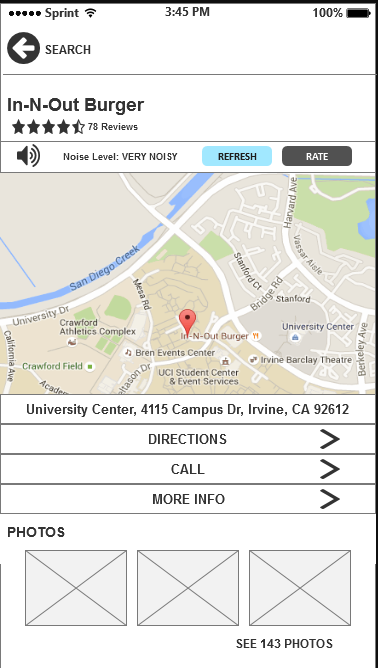 Sprint 3:45 PM 100%
SEARCH
In-N-Out Burger
78 Reviews
Noise Level: VERY NOISY REFRESH RATE
Harvard Ave
San Diego Creek
Vassar Aisle
Stanford Ct
Mesa Rd
Bridge Rd
Stanford
University Dr
Crawford
Athletics Complex
University Center
In-N-Out Burger
California Ave
Bren Events Center
Irvine Barclay Theatre
Berkeley Ave
Crawford Field
UCI Student Center
& Event Services
University Center, 4115 Campus Dr, Irvine, CA 92612
DIRECTIONS
CALL
MORE INFO
PHOTOS
SEE 143 PHOTOS